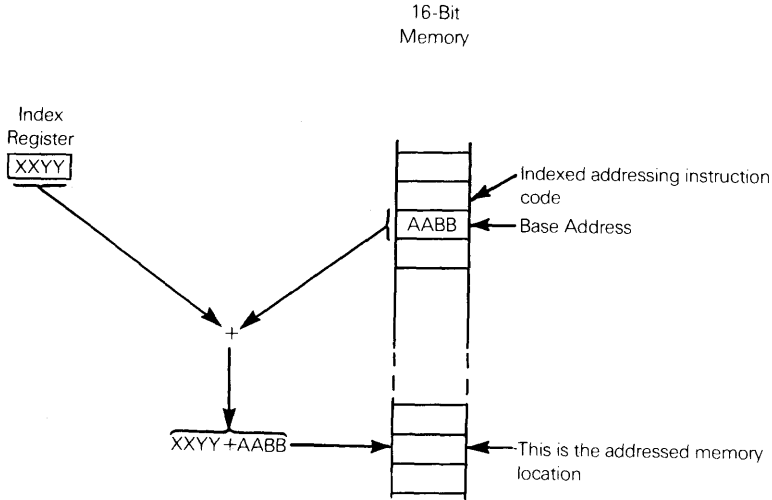 16-Bit
Memory
Index
Register
XXYY
Indexed addressing instruction
code
AABB
Base Address
+
XXYY+AABB
This is the addressed memory
location